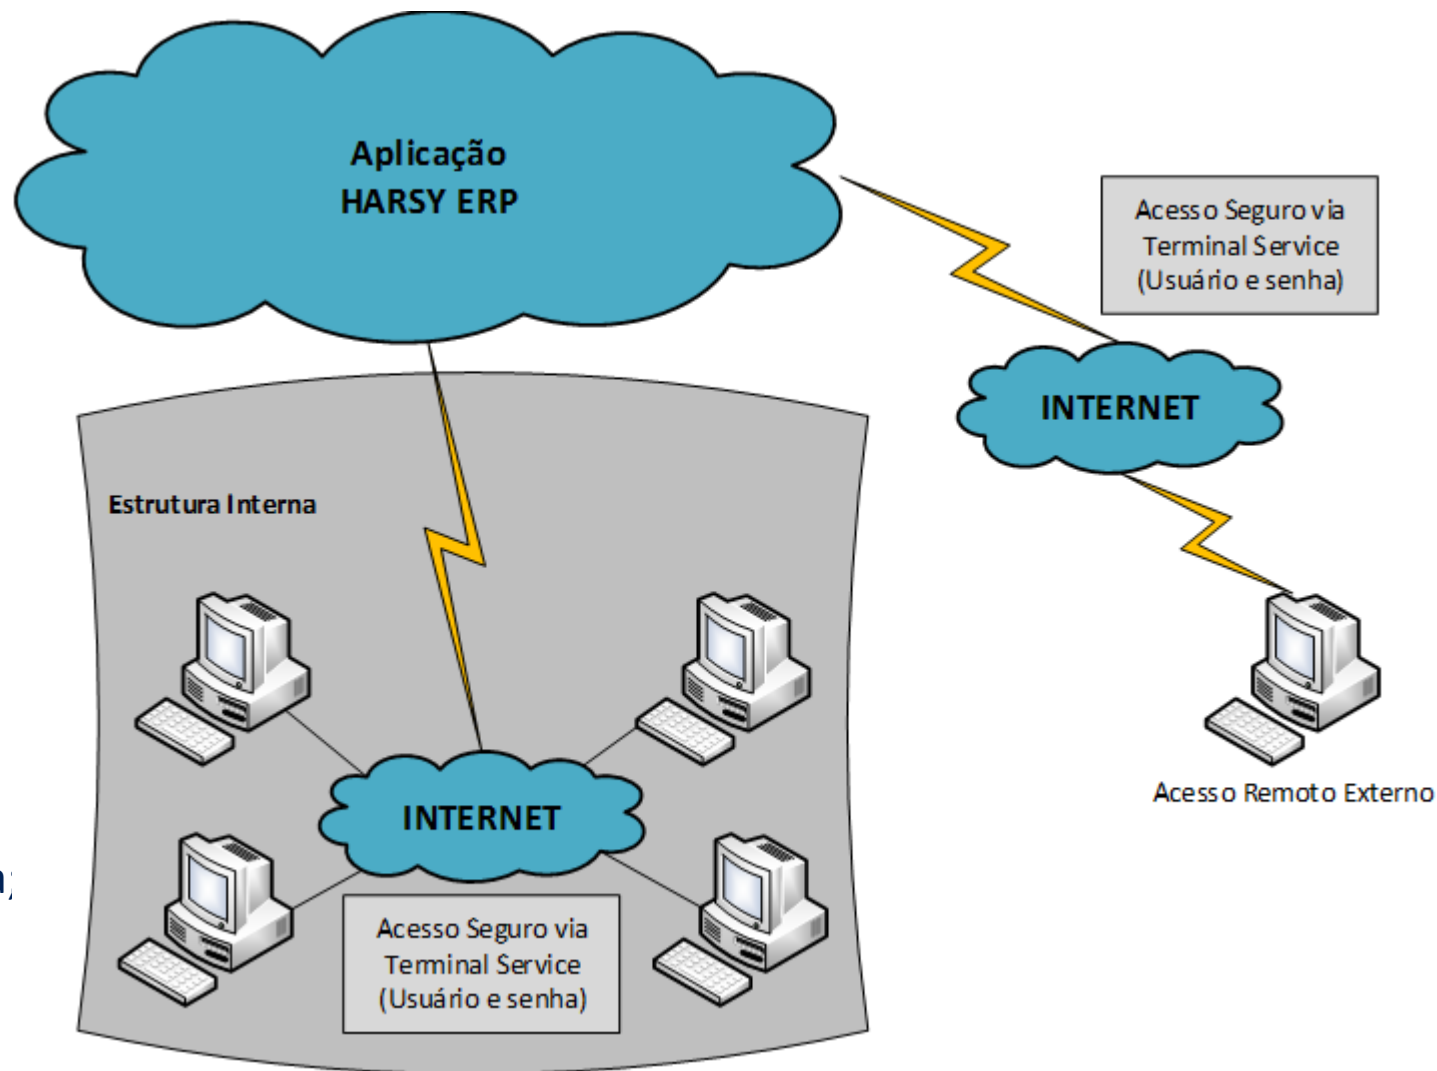 Aplicação
HARSY ERP
Acesso Seguro via
Terminal Service
(Usuário e senha)
INTERNET
Estrutura Interna
Acesso Remoto Externo
INTERNET
Acesso Seguro via
Terminal Service
(Usuário e senha)